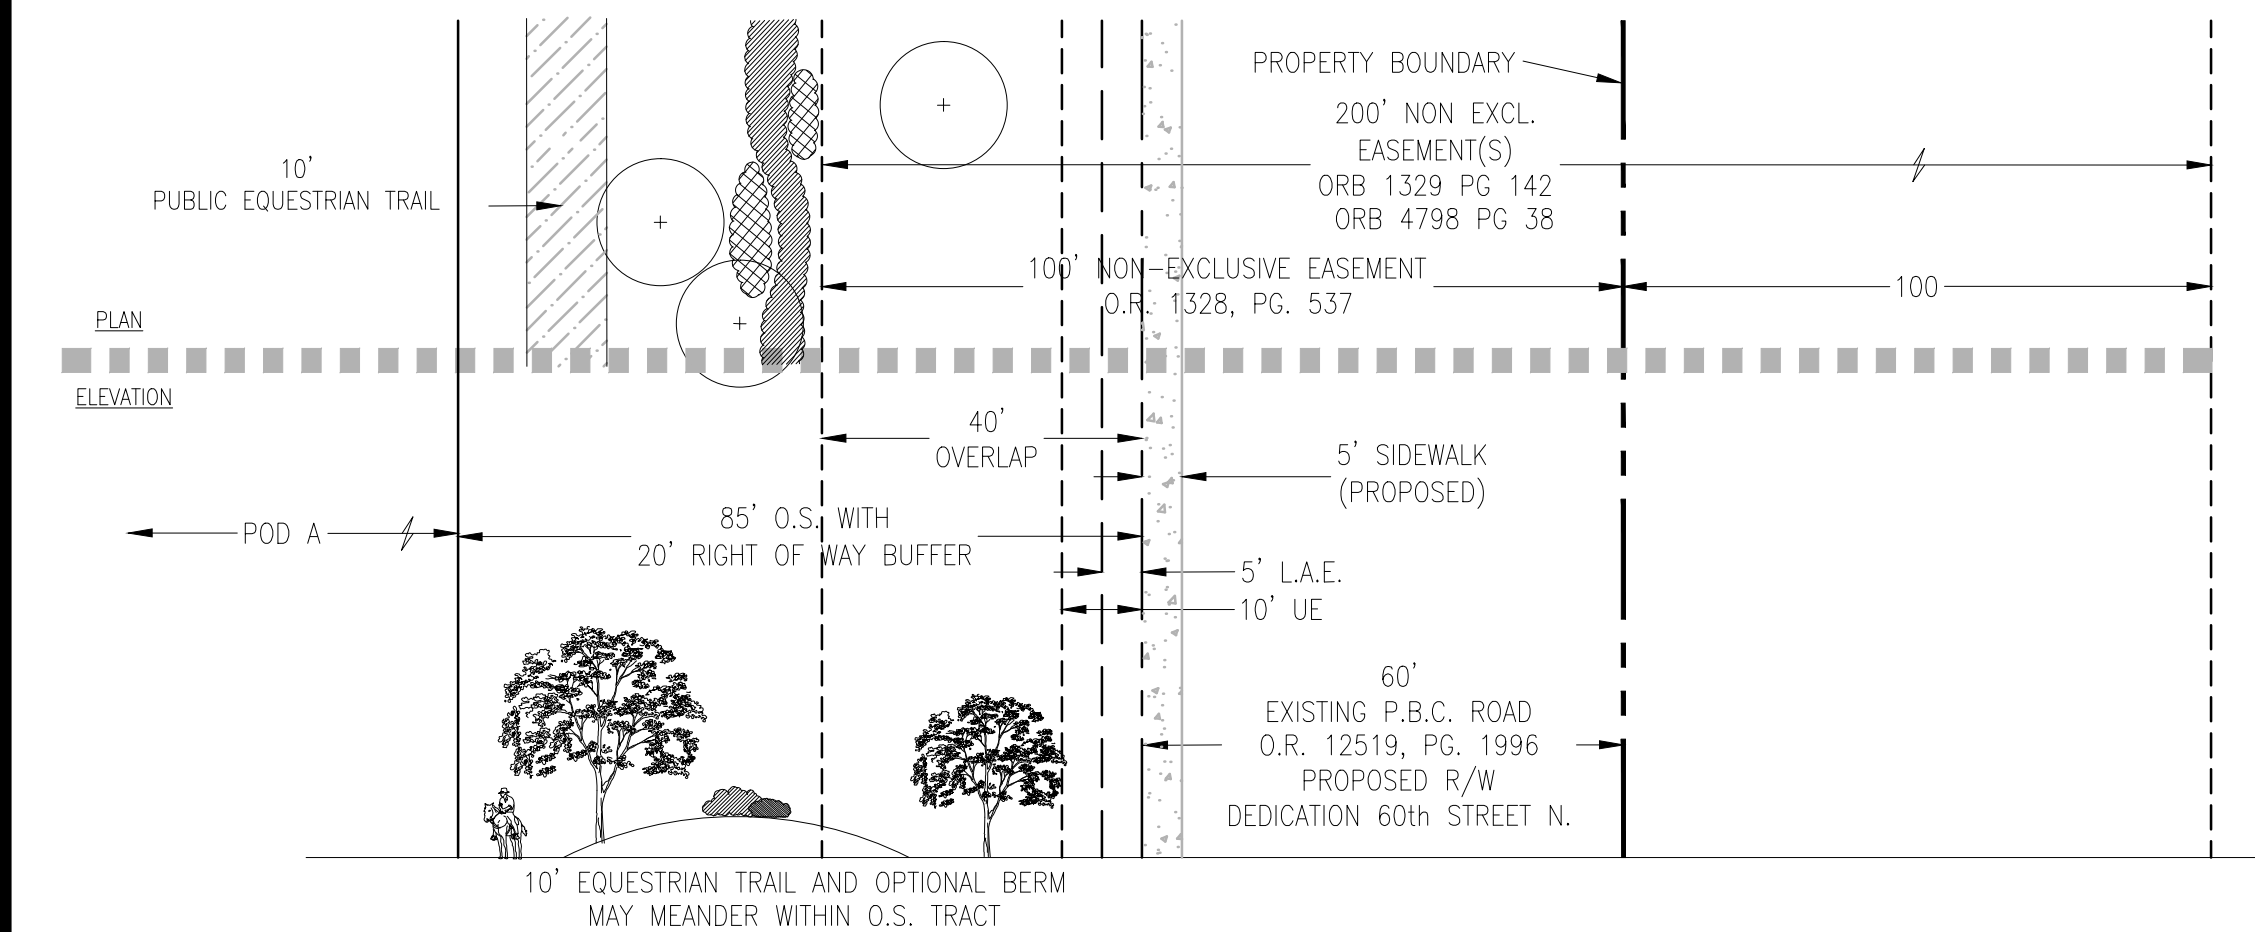 PROPERTY BOUNDARY
200' NON EXCL.
EASEMENT(S)
ORB 1329 PG 142
ORB 4798 PG 38
10'
PUBLIC EQUESTRIAN TRAIL
100' NON-EXCLUSIVE EASEMENT
O.R. 1328, PG. 537
100
PLAN
ELEVATION
40'
OVERLAP
5' SIDEWALK
(PROPOSED)
POD A
85' O.S. WITH
20' RIGHT OF WAY BUFFER
5' L.A.E.
10' UE
60'
EXISTING P.B.C. ROAD
O.R. 12519, PG. 1996
PROPOSED R/W
DEDICATION 60th STREET N.
10' EQUESTRIAN TRAIL AND OPTIONAL BERM
MAY MEANDER WITHIN O.S. TRACT